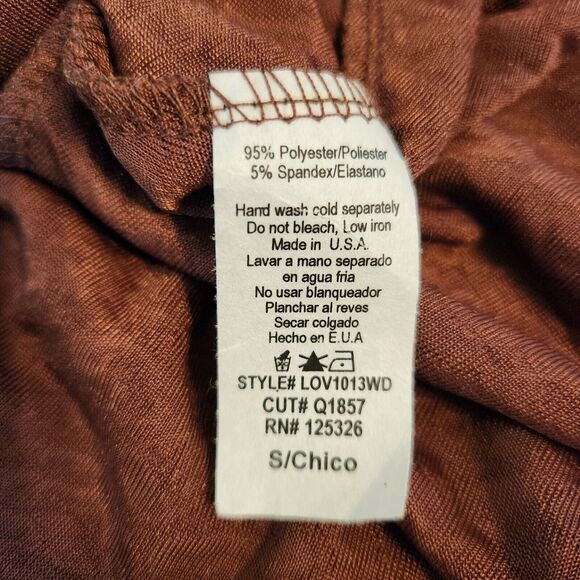 95% Polyester/Poliester
5% Spandex/Elastano
Hand wash cold separately
Do not bleach, Low iron
Made in U.S.A.
Lavar a mano separado
en agua fria
No usar blanqueador
Planchar al reves
Secar colgado
Hecho en E.U.A
STYLE# LOV1013WD
CUT# Q1857
RN# 125326
S/Chico